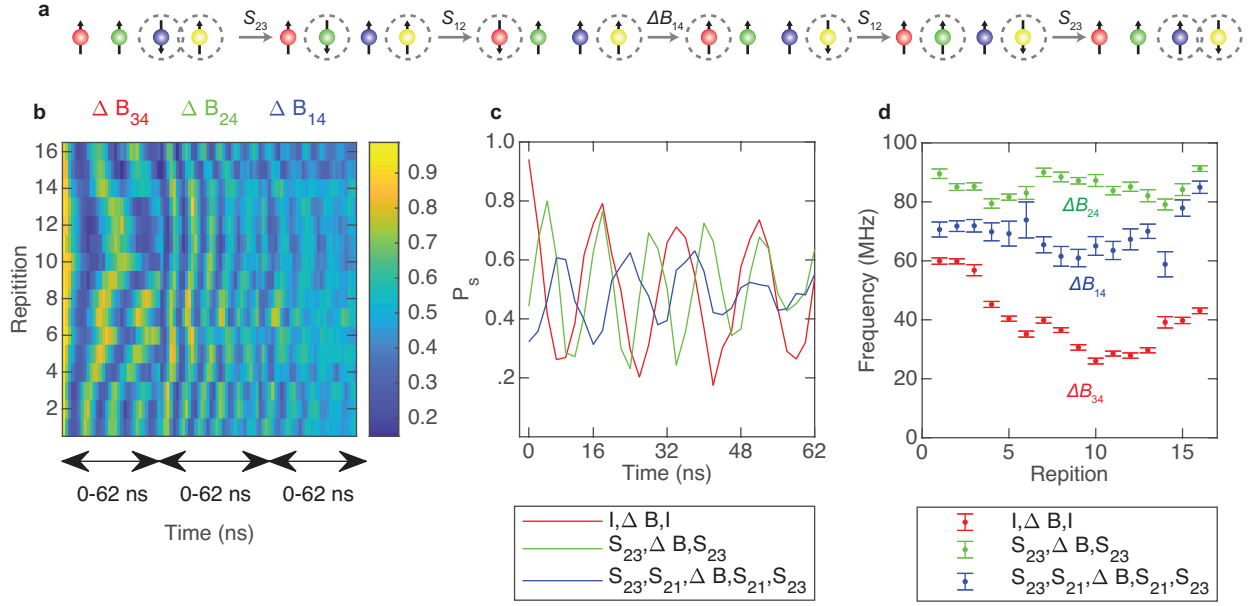 a
S23 S12 ΔB14 S12 S23
b
Δ B34 Δ B24 Δ B14
Repitition
16
14
12
10
8
6
4
2
0.9
0.8
0.7
0.6
0.5
0.4
0.3
0.2
0-62 ns 0-62 ns 0-62 ns
Time (ns)
c
Ps
1
0.8
0.6
0.4
.2
0 16 32 48 62
Time (ns)
I,Δ B,I
S23,Δ B,S23
S23,S21,Δ B,S21,S23
d
Frequency (MHz)
100
80
60
40
20
0
ΔB24
ΔB14
ΔB34
0 5 10 15
Repition
I,Δ B,I
S23,Δ B,S23
S23,S21,Δ B,S21,S23